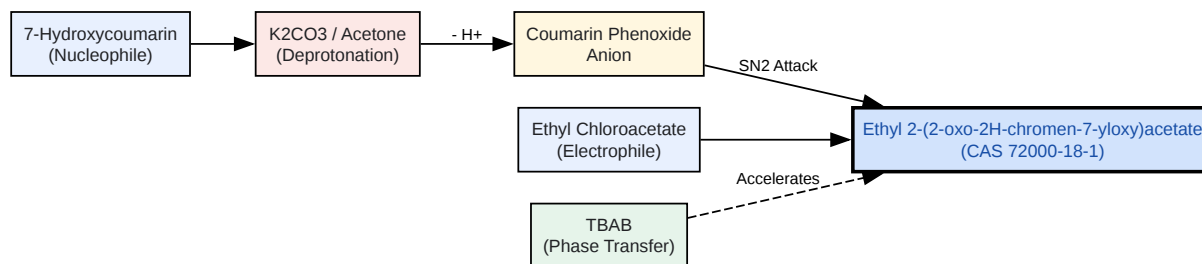 7-Hydroxycoumarin
(Nucleophile)
K2CO3 / Acetone
(Deprotonation)
- H+
Coumarin Phenoxide
Anion
SN2 Attack
Ethyl Chloroacetate
(Electrophile)
Ethyl 2-(2-oxo-2H-chromen-7-yloxy)acetate
(CAS 72000-18-1)
Accelerates
TBAB
(Phase Transfer)